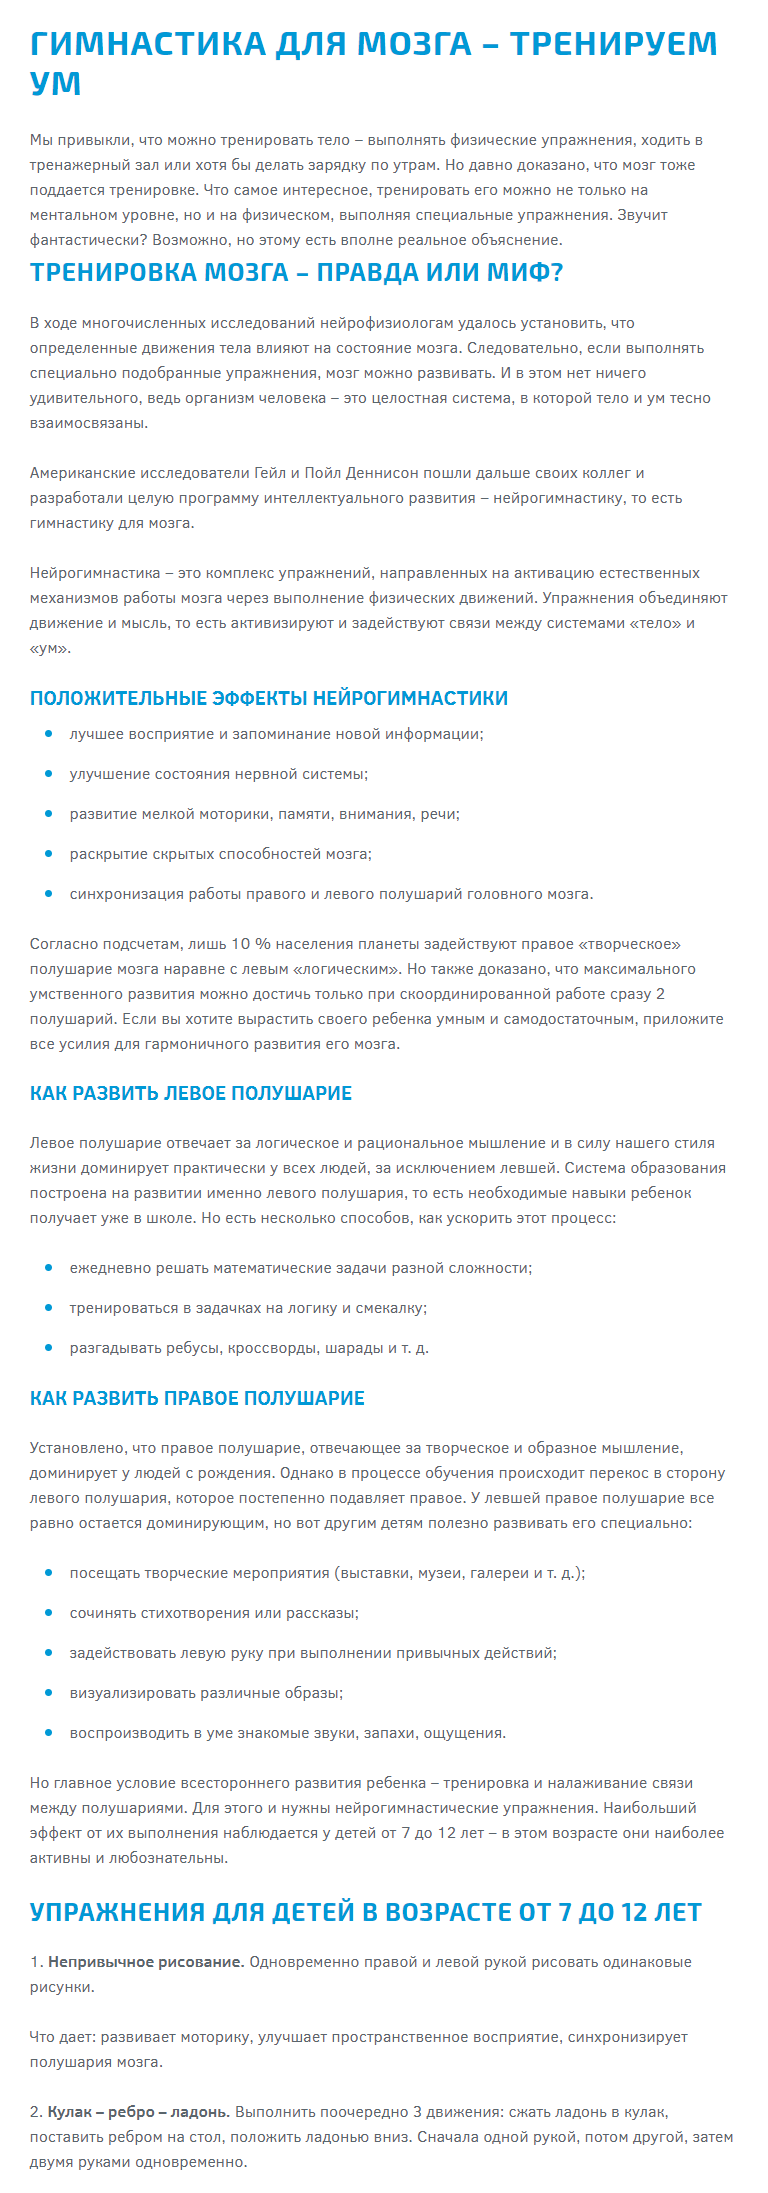 ГИМНАСТИКА ДЛЯ МОЗГА – ТРЕНИРУЕМ
УМ
Мы привыкли, что можно тренировать тело – выполнять физические упражнения, ходить в
тренажерный зал или хотя бы делать зарядку по утрам. Но давно доказано, что мозг тоже
поддается тренировке. Что самое интересное, тренировать его можно не только на
ментальном уровне, но и на физическом, выполняя специальные упражнения. Звучит
фантастически? Возможно, но этому есть вполне реальное объяснение.
ТРЕНИРОВКА МОЗГА – ПРАВДА ИЛИ МИФ?
В ходе многочисленных исследований нейрофизиологам удалось установить, что
определенные движения тела влияют на состояние мозга. Следовательно, если выполнять
специально подобранные упражнения, мозг можно развивать. И в этом нет ничего
удивительного, ведь организм человека – это целостная система, в которой тело и ум тесно
взаимосвязаны.
Американские исследователи Гейл и Пойл Деннисон пошли дальше своих коллег и
разработали целую программу интеллектуального развития – нейрогимнастику, то есть
гимнастику для мозга.
Нейрогимнастика – это комплекс упражнений, направленных на активацию естественных
механизмов работы мозга через выполнение физических движений. Упражнения объединяют
движение и мысль, то есть активизируют и задействуют связи между системами «тело» и
«ум».
ПОЛОЖИТЕЛЬНЫЕ ЭФФЕКТЫ НЕЙРОГИМНАСТИКИ
лучшее восприятие и запоминание новой информации;
улучшение состояния нервной системы;
развитие мелкой моторики, памяти, внимания, речи;
раскрытие скрытых способностей мозга;
синхронизация работы правого и левого полушарий головного мозга.
Согласно подсчетам, лишь 10 % населения планеты задействуют правое «творческое»
полушарие мозга наравне с левым «логическим». Но также доказано, что максимального
умственного развития можно достичь только при скоординированной работе сразу 2
полушарий. Если вы хотите вырастить своего ребенка умным и самодостаточным, приложите
все усилия для гармоничного развития его мозга.
КАК РАЗВИТЬ ЛЕВОЕ ПОЛУШАРИЕ
Левое полушарие отвечает за логическое и рациональное мышление и в силу нашего стиля
жизни доминирует практически у всех людей, за исключением левшей. Система образования
построена на развитии именно левого полушария, то есть необходимые навыки ребенок
получает уже в школе. Но есть несколько способов, как ускорить этот процесс:
ежедневно решать математические задачи разной сложности;
тренироваться в задачках на логику и смекалку;
разгадывать ребусы, кроссворды, шарады и т. д.
КАК РАЗВИТЬ ПРАВОЕ ПОЛУШАРИЕ
Установлено, что правое полушарие, отвечающее за творческое и образное мышление,
доминирует у людей с рождения. Однако в процессе обучения происходит перекос в сторону
левого полушария, которое постепенно подавляет правое. У левшей правое полушарие все
равно остается доминирующим, но вот другим детям полезно развивать его специально:
посещать творческие мероприятия (выставки, музеи, галереи и т. д.);
сочинять стихотворения или рассказы;
задействовать левую руку при выполнении привычных действий;
визуализировать различные образы;
воспроизводить в уме знакомые звуки, запахи, ощущения.
Но главное условие всестороннего развития ребенка – тренировка и налаживание связи
между полушариями. Для этого и нужны нейрогимнастические упражнения. Наибольший
эффект от их выполнения наблюдается у детей от 7 до 12 лет – в этом возрасте они наиболее
активны и любознательны.
УПРАЖНЕНИЯ ДЛЯ ДЕТЕЙ В ВОЗРАСТЕ ОТ 7 ДО 12 ЛЕТ
1. Непривычное рисование. Одновременно правой и левой рукой рисовать одинаковые
рисунки.
Что дает: развивает моторику, улучшает пространственное восприятие, синхронизирует
полушария мозга.
2. Кулак – ребро – ладонь. Выполнить поочередно 3 движения: сжать ладонь в кулак,
поставить ребром на стол, положить ладонью вниз. Сначала одной рукой, потом другой, затем
двумя руками одновременно.